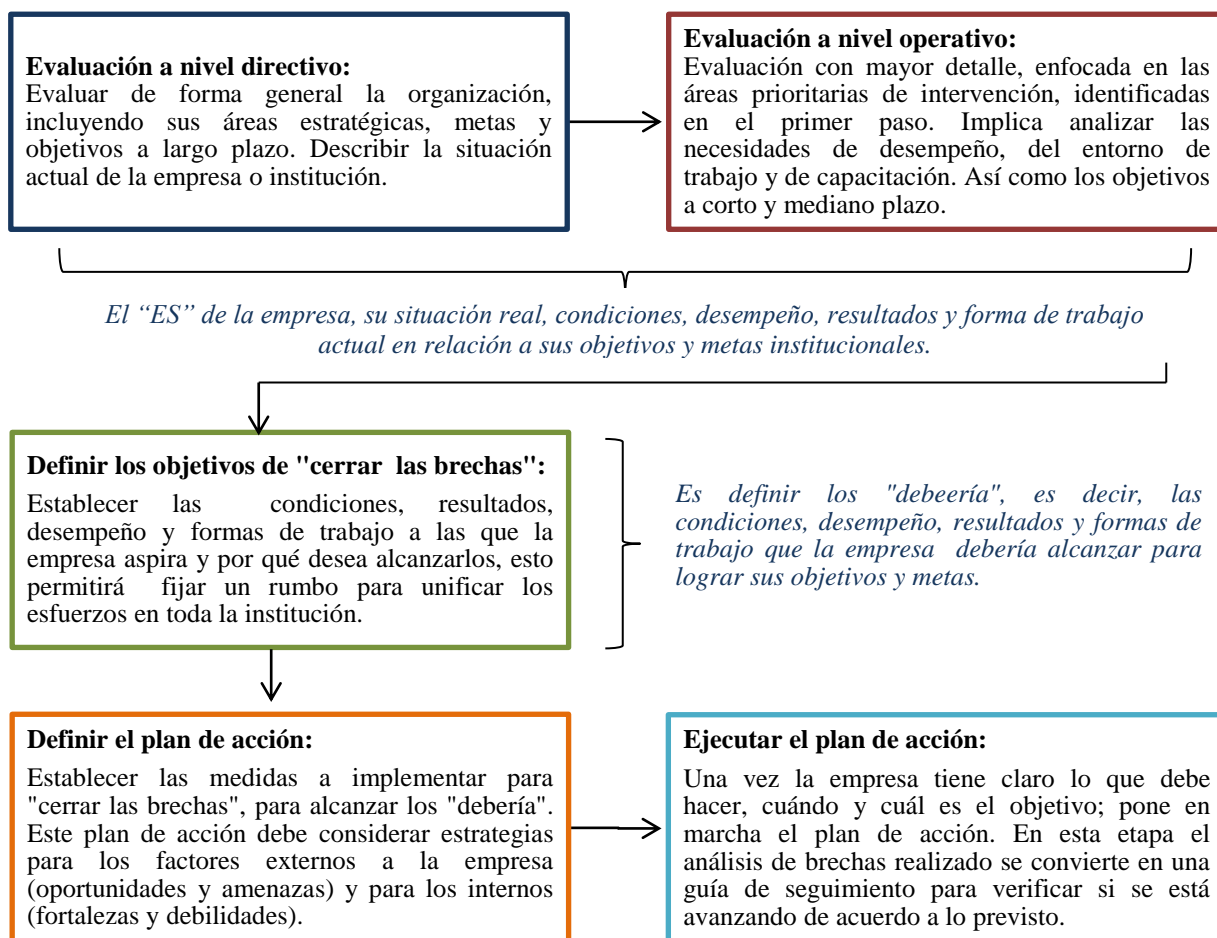 Evaluación a nivel directivo:
Evaluar de forma general la organización,
incluyendo sus áreas estratégicas, metas y
objetivos a largo plazo. Describir la situación
actual de la empresa o institución.
Evaluación a nivel operativo:
Evaluación con mayor detalle, enfocada en las
áreas prioritarias de intervención, identificadas
en el primer paso. Implica analizar las
necesidades de desempeño, del entorno de
trabajo y de capacitación. Así como los objetivos
a corto y mediano plazo.
El “ES” de la empresa, su situación real, condiciones, desempeño, resultados y forma de trabajo
actual en relación a sus objetivos y metas institucionales.
Definir los objetivos de "cerrar las brechas":
Establecer las condiciones, resultados,
desempeño y formas de trabajo a las que la
empresa aspira y por qué desea alcanzarlos, esto
permitirá fijar un rumbo para unificar los
esfuerzos en toda la institución.
Es definir los "debeería", es decir, las
condiciones, desempeño, resultados y formas de
trabajo que la empresa debería alcanzar para
lograr sus objetivos y metas.
Definir el plan de acción:
Establecer las medidas a implementar para
"cerrar las brechas", para alcanzar los "debería".
Este plan de acción debe considerar estrategias
para los factores externos a la empresa
(oportunidades y amenazas) y para los internos
(fortalezas y debilidades).
Ejecutar el plan de acción:
Una vez la empresa tiene claro lo que debe
hacer, cuándo y cuál es el objetivo; pone en
marcha el plan de acción. En esta etapa el
análisis de brechas realizado se convierte en una
guía de seguimiento para verificar si se está
avanzando de acuerdo a lo previsto.